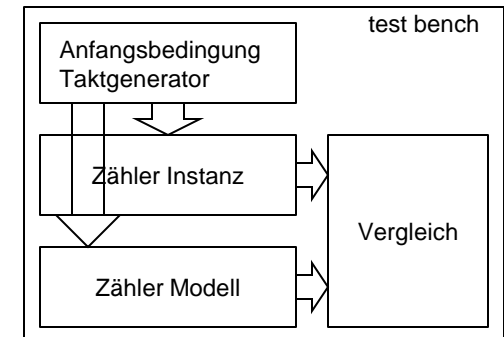 test bench
Anfangsbedingung
Taktgenerator
Zähler Instanz
Vergleich
Zähler Modell